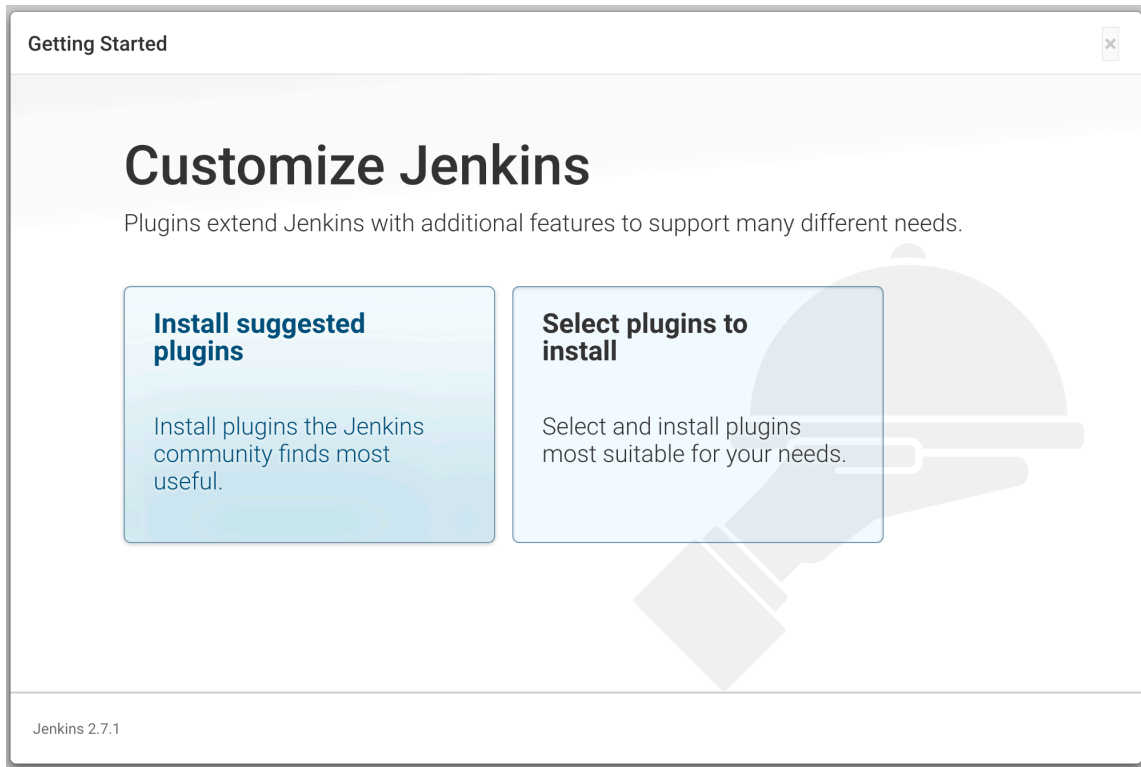 Getting Started
×
Customize Jenkins
Plugins extend Jenkins with additional features to support many different needs.
Install suggested
plugins
Install plugins the Jenkins
community finds most
useful.
Select plugins to
install
Select and install plugins
most suitable for your needs.
Jenkins 2.7.1